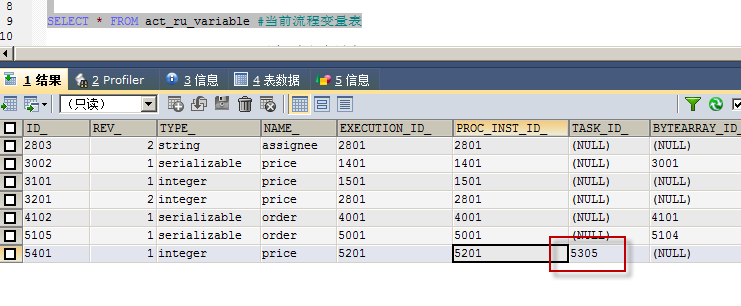 8
9 SELECT * FROM act_ru_variable #当前流程变量表
10
1 结果 2 Profiler 3 信息 4 表数据 5 信息
(只读)
ID_ REV_ TYPE_ NAME_ EXECUTION_ID_ PROC_INST_ID_ TASK_ID_ BYTEARRAY_ID_
2803 2 string assignee 2801 2801 (NULL) (NULL)
3002 1 serializable price 1401 1401 (NULL) 3001
3101 1 integer price 1501 1501 (NULL) (NULL)
3201 2 integer price 2801 2801 (NULL) (NULL)
4102 1 serializable order 4001 4001 (NULL) 4101
5105 1 serializable order 5001 5001 (NULL) 5104
5401 1 integer price 5201 5201 5305 (NULL)